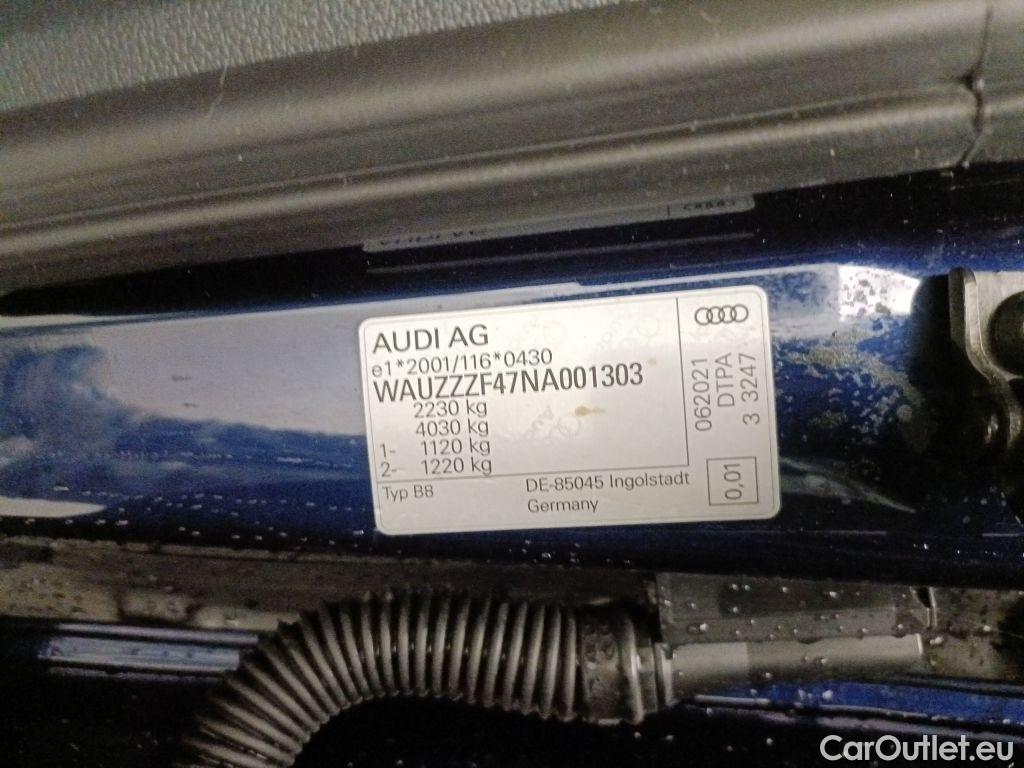 AUDI AG
e1*2001/116*0430
WAUZZZF47NA001303
2230 kg
4030 kg
1- 1120 kg
2- 1220 kg
Typ B8
DE-85045 Ingolstadt
Germany
062021
DTPA
3 3247
0,01
CarOutlet.eu